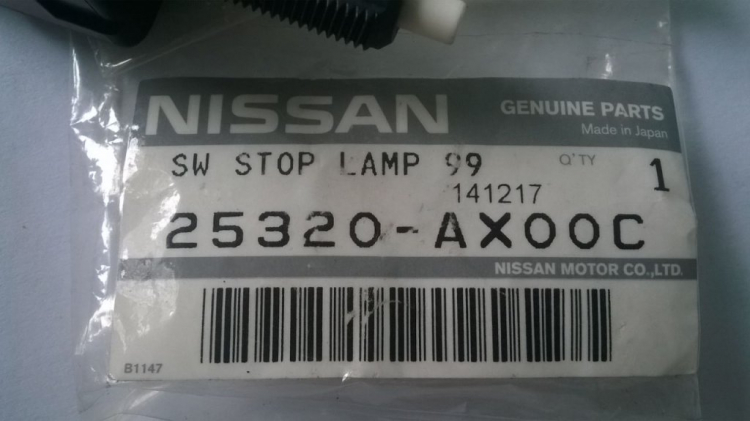 NISSAN GENUINE PARTS
Made in Japan
SW STOP LAMP 99 Q'TY 1
141217
25320-AX00C
NISSAN MOTOR CO.,LTD.
B1147